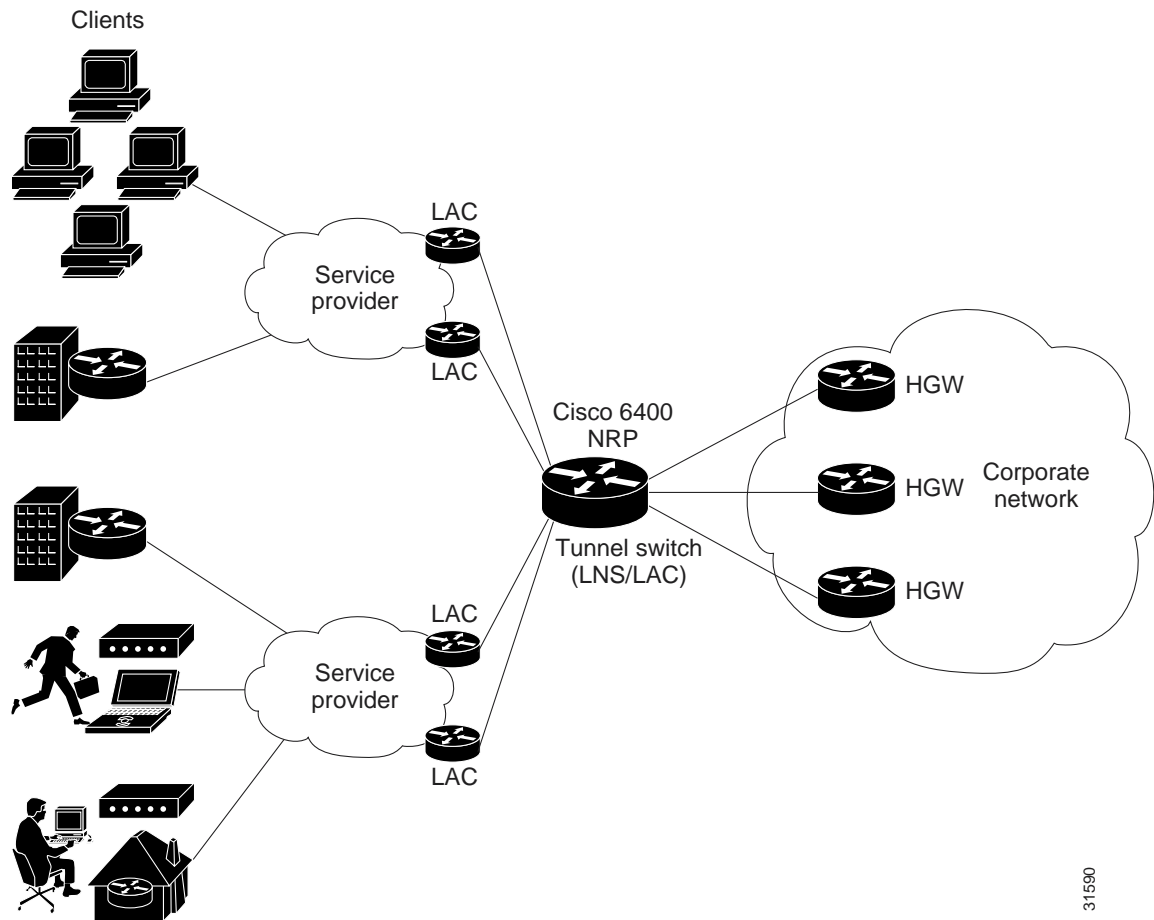 Clients
LAC
Service
provider
LAC
Cisco 6400
NRP
HGW
HGW
Corporate
network
Tunnel switch
(LNS/LAC)
HGW
LAC
Service
provider
LAC
31590